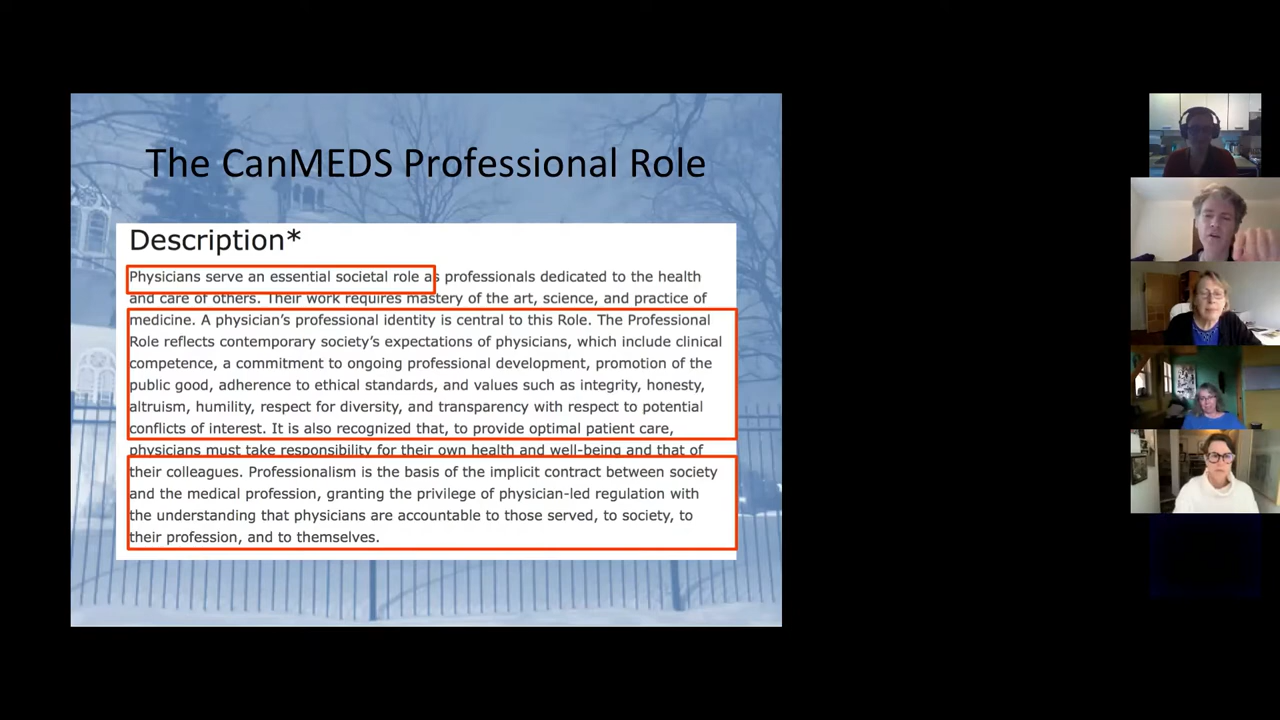 The CanMEDS Professional Role
Description*
Physicians serve an essential societal role as professionals dedicated to the health
and care of others. Their work requires mastery of the art, science, and practice of
medicine. A physician’s professional identity is central to this Role. The Professional
Role reflects contemporary society’s expectations of physicians, which include clinical
competence, a commitment to ongoing professional development, promotion of the
public good, adherence to ethical standards, and values such as integrity, honesty,
altruism, humility, respect for diversity, and transparency with respect to potential
conflicts of interest. It is also recognized that, to provide optimal patient care,
physicians must take responsibility for their own health and well-being and that of
their colleagues. Professionalism is the basis of the implicit contract between society
and the medical profession, granting the privilege of physician-led regulation with
the understanding that physicians are accountable to those served, to society, to
their profession, and to themselves.